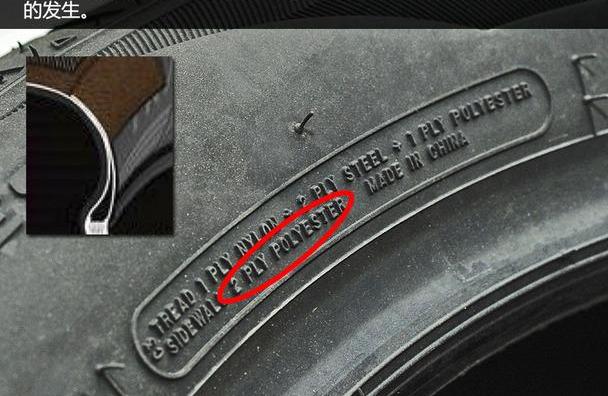 的发生。
TREAD 1 PLY NYLON + 2 PLY STEEL + 1 PLY POLYESTER
SIDEWALL 2 PLY POLYESTER MADE IN CHINA